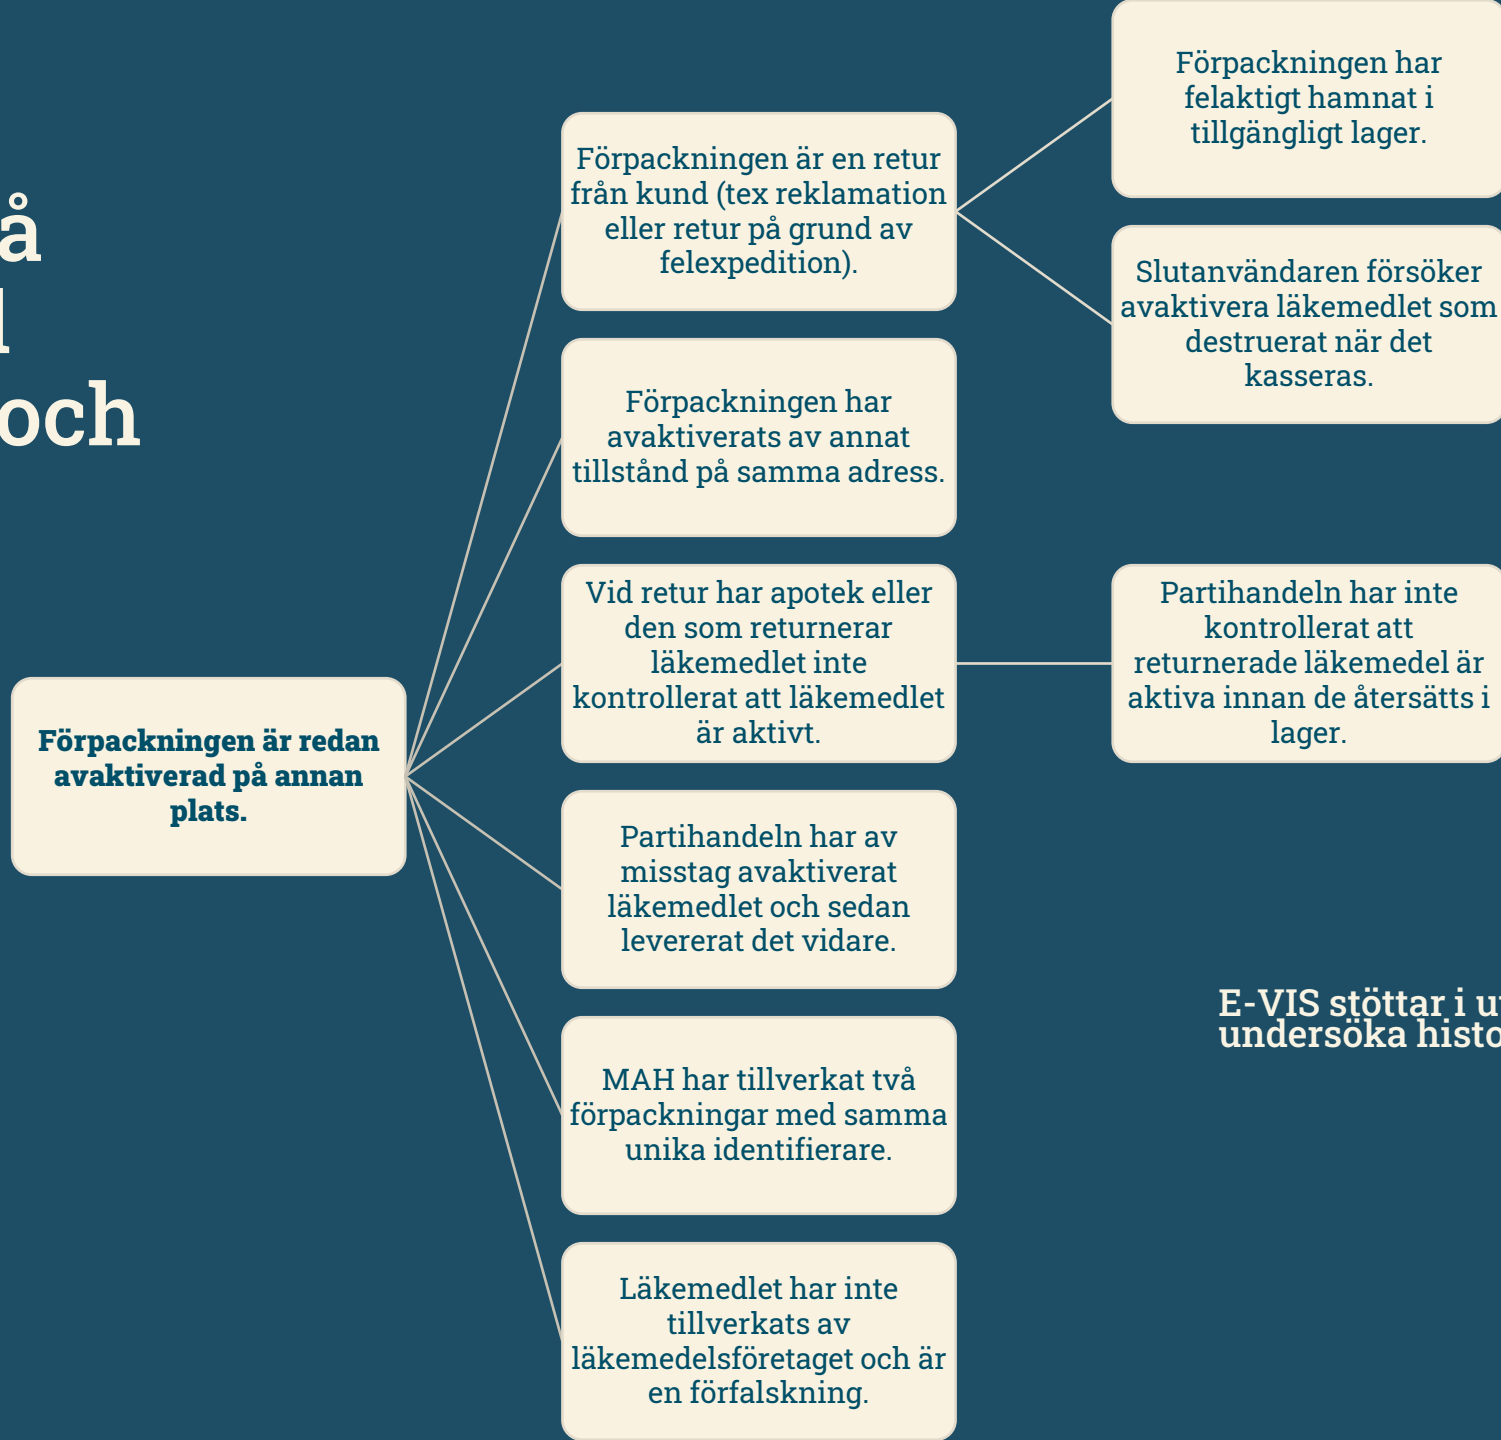 å
och
Förpackningen är redan
avaktiverad på annan
plats.
Förpackningen är en retur
från kund (tex reklamation
eller retur på grund av
felexpedition).
Förpackningen har
felaktigt hamnat i
tillgängligt lager.
Slutanvändaren försöker
avaktivera läkemedlet som
destruerat när det
kasseras.
Förpackningen har
avaktiverats av annat
tillstånd på samma adress.
Vid retur har apotek eller
den som returnerar
läkemedlet inte
kontrollerat att läkemedlet
är aktivt.
Partihandeln har inte
kontrollerat att
returnerade läkemedel är
aktiva innan de återsätts i
lager.
Partihandeln har av
misstag avaktiverat
läkemedlet och sedan
levererat det vidare.
MAH har tillverkat två
förpackningar med samma
unika identifierare.
Läkemedlet har inte
tillverkats av
läkemedelsföretaget och är
en förfalskning.
E-VIS stöttar i
undersöka